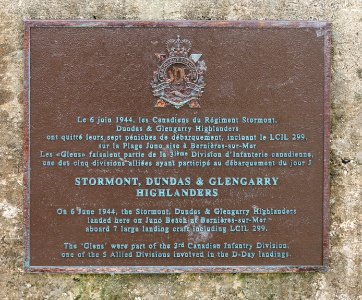 Le 6 juin 1944, les Canadiens du Régiment Stormont,
Dundas & Glengarry Highlanders
ont quitté leurs sept péniches de débarquement, incluant le LCIL 299,
sur la Plage Juno sise à Bernières-sur-Mer
Les «Glens» faisaient partie de la 3ième Division d'Infanterie canadienne,
une des cinq divisions alliées ayant participé au débarquement du jour J.
STORMONT, DUNDAS & GLENGARRY
HIGHLANDERS
On 6 June 1944, the Stormont, Dundas & Glengarry Highlanders
landed here on Juno Beach at Bernières-sur-Mer
aboard 7 large landing craft including LCIL 299.
The 'Glens' were part of the 3rd Canadian Infantry Division,
one of the 5 Allied Divisions involved in the D-Day landings.